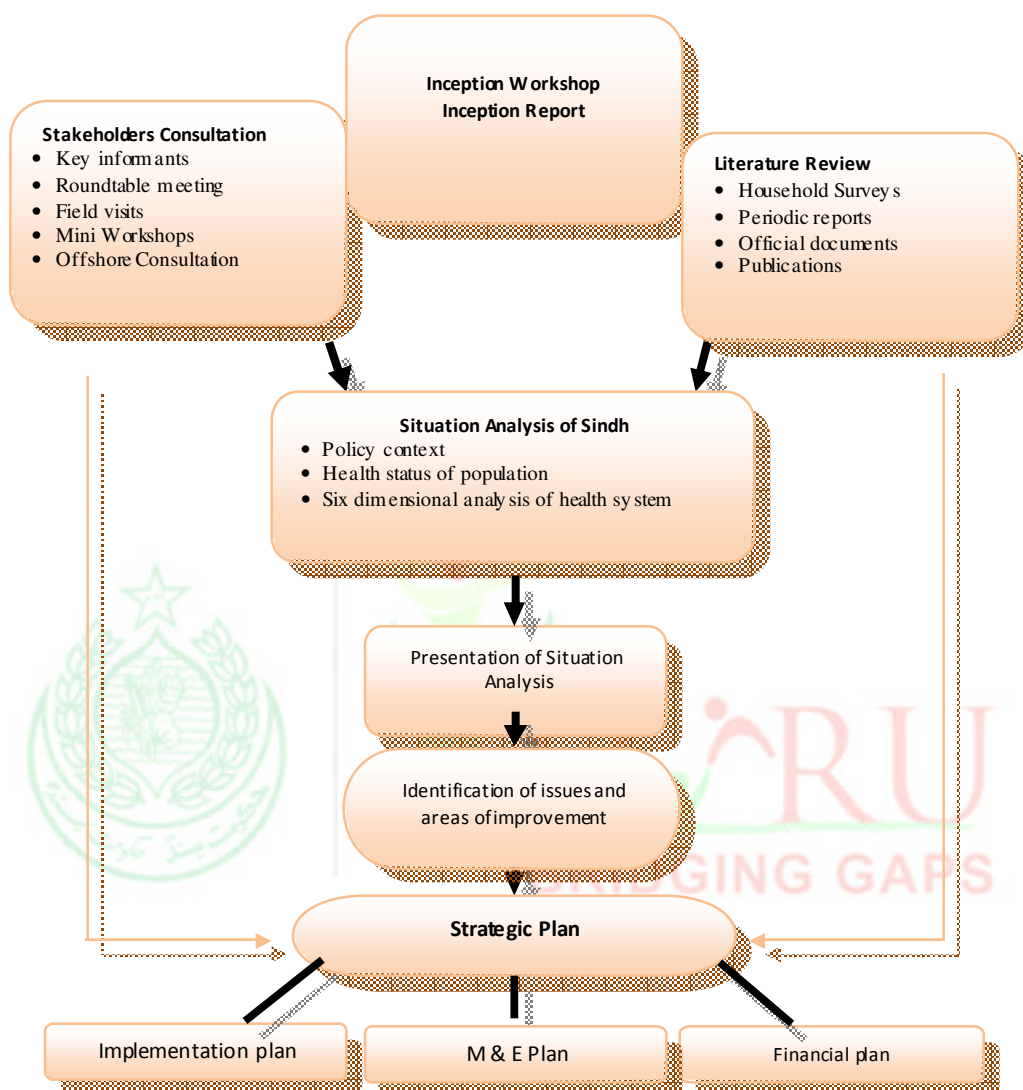 Inception Workshop
Inception Report
Stakeholders Consultation
• Key informants
• Roundtable meeting
• Field visits
• Mini Workshops
• Offshore Consultation
Literature Review
• Household Surveys
• Periodic reports
• Official documents
• Publications
Situation Analysis of Sindh
• Policy context
• Health status of population
• Six dimensional analysis of health system
Presentation of Situation
Analysis
Identification of issues and
areas of improvement
RU
BRIDGING GAPS
Strategic Plan
Implementation plan
M & E Plan
Financial plan